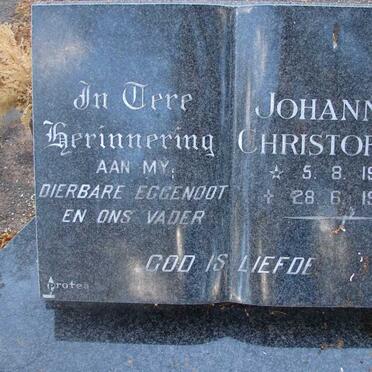 In Tere
Herinnering
AAN MY
DIERBARE EGGENOOT
EN ONS VADER
JOHANN
CHRISTOF
☆ 5. 8. 19
✝ 28. 6. 19
GOD IS LIEFDE
protea